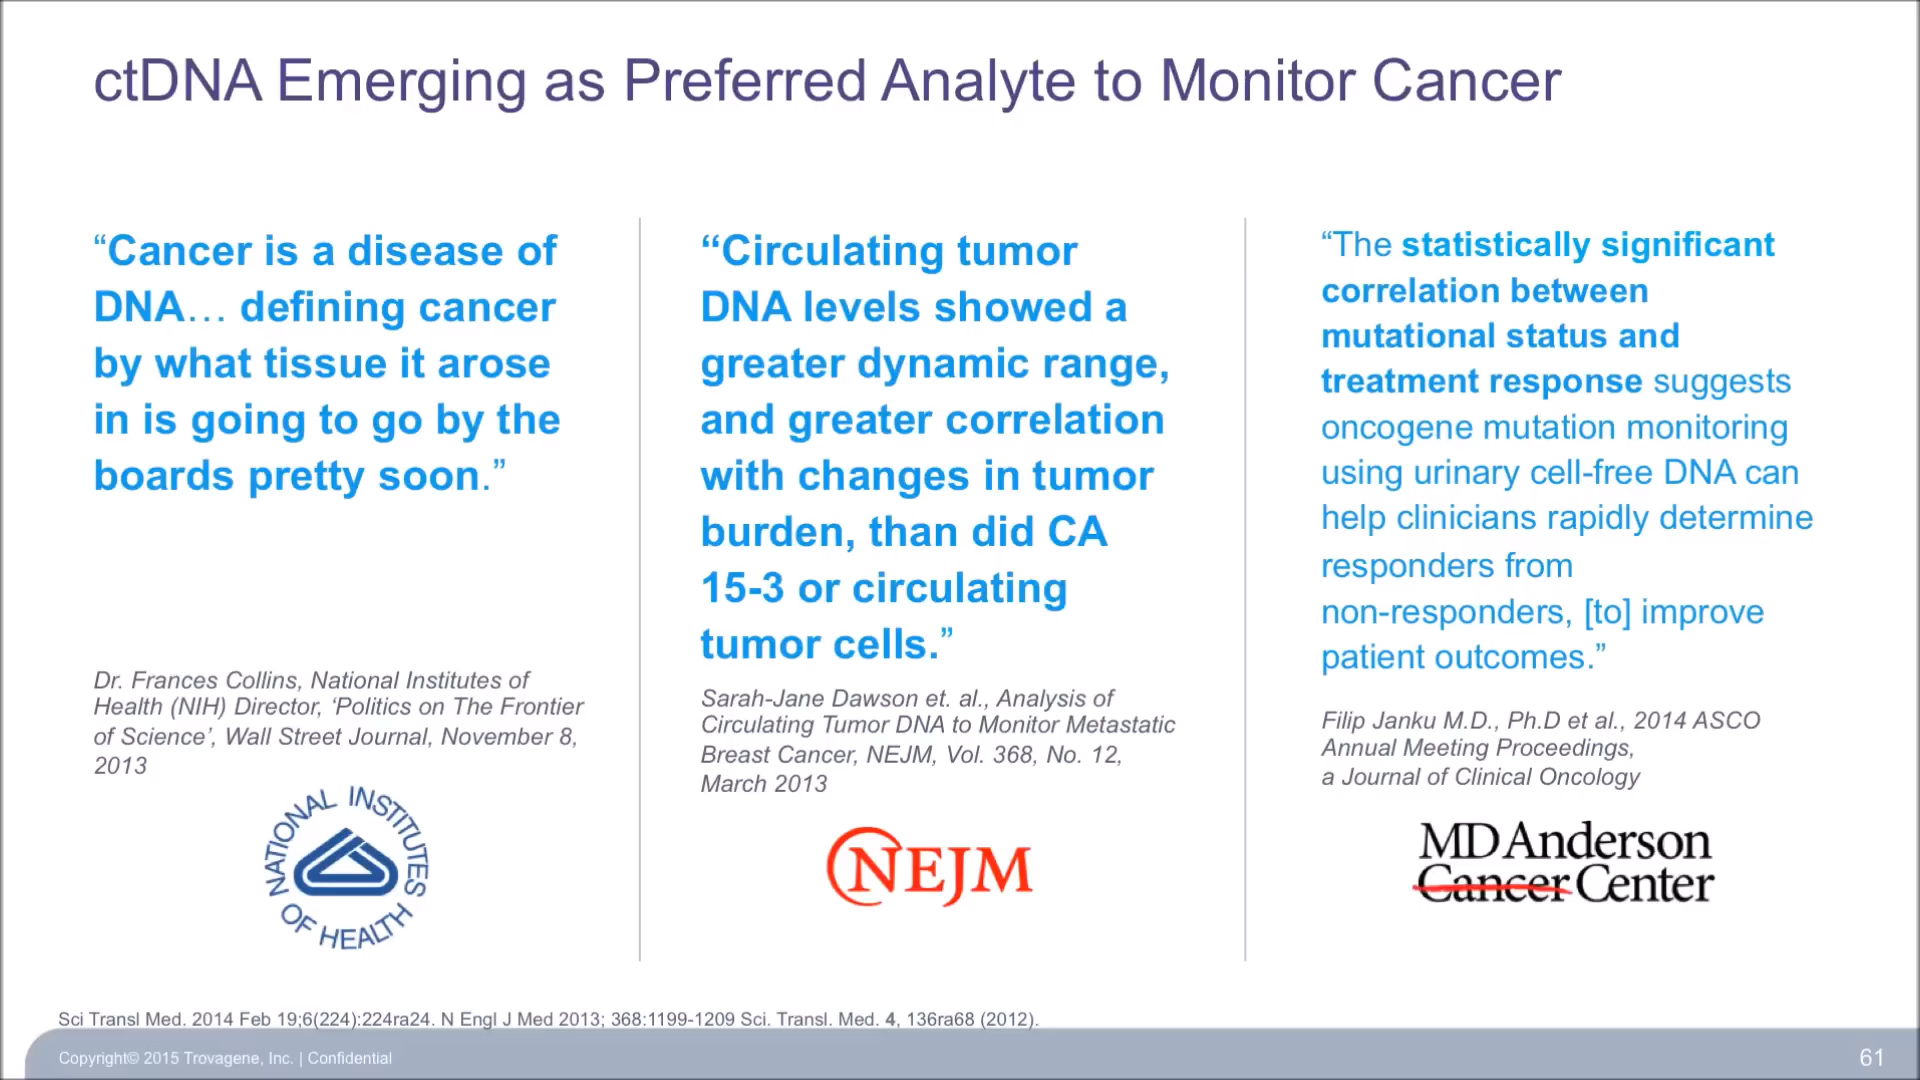 ctDNA Emerging as Preferred Analyte to Monitor Cancer
“Cancer is a disease of
DNA… defining cancer
by what tissue it arose
in is going to go by the
boards pretty soon.”
Dr. Frances Collins, National Institutes of
Health (NIH) Director, ‘Politics on The Frontier
of Science’, Wall Street Journal, November 8,
2013
NATIONAL INSTITUTES
OF HEALTH
“Circulating tumor
DNA levels showed a
greater dynamic range,
and greater correlation
with changes in tumor
burden, than did CA
15-3 or circulating
tumor cells.”
Sarah-Jane Dawson et. al., Analysis of
Circulating Tumor DNA to Monitor Metastatic
Breast Cancer, NEJM, Vol. 368, No. 12,
March 2013
NEJM
“The statistically significant
correlation between
mutational status and
treatment response suggests
oncogene mutation monitoring
using urinary cell-free DNA can
help clinicians rapidly determine
responders from
non-responders, [to] improve
patient outcomes.”
Filip Janku M.D., Ph.D et al., 2014 ASCO
Annual Meeting Proceedings,
a Journal of Clinical Oncology
MD Anderson
Cancer Center
Sci Transl Med. 2014 Feb 19;6(224):224ra24. N Engl J Med 2013; 368:1199-1209 Sci. Transl. Med. 4, 136ra68 (2012).
Copyright© 2015 Trovagene, Inc. | Confidential
61